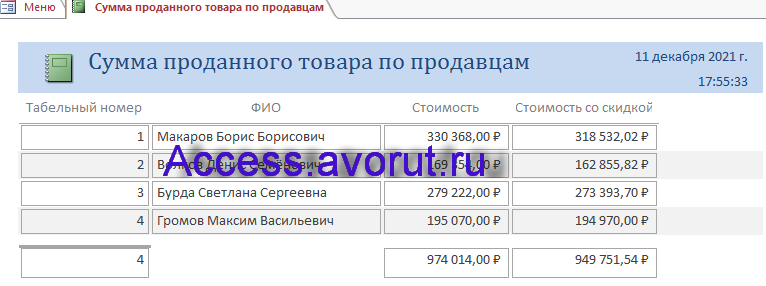 Меню Сумма проданного товара по продавцам
Сумма проданного товара по продавцам
11 декабря 2021 г.
17:55:33
Табельный номер ФИО Стоимость Стоимость со скидкой
1 Макаров Борис Борисович 330 368,00 ₽ 318 532,02 ₽
2 Денис Семёнович 162 855,82 ₽
Access.avorut.ru
3 Бурда Светлана Сергеевна 279 222,00 ₽ 273 393,70 ₽
4 Громов Максим Васильевич 195 070,00 ₽ 194 970,00 ₽
4 974 014,00 ₽ 949 751,54 ₽